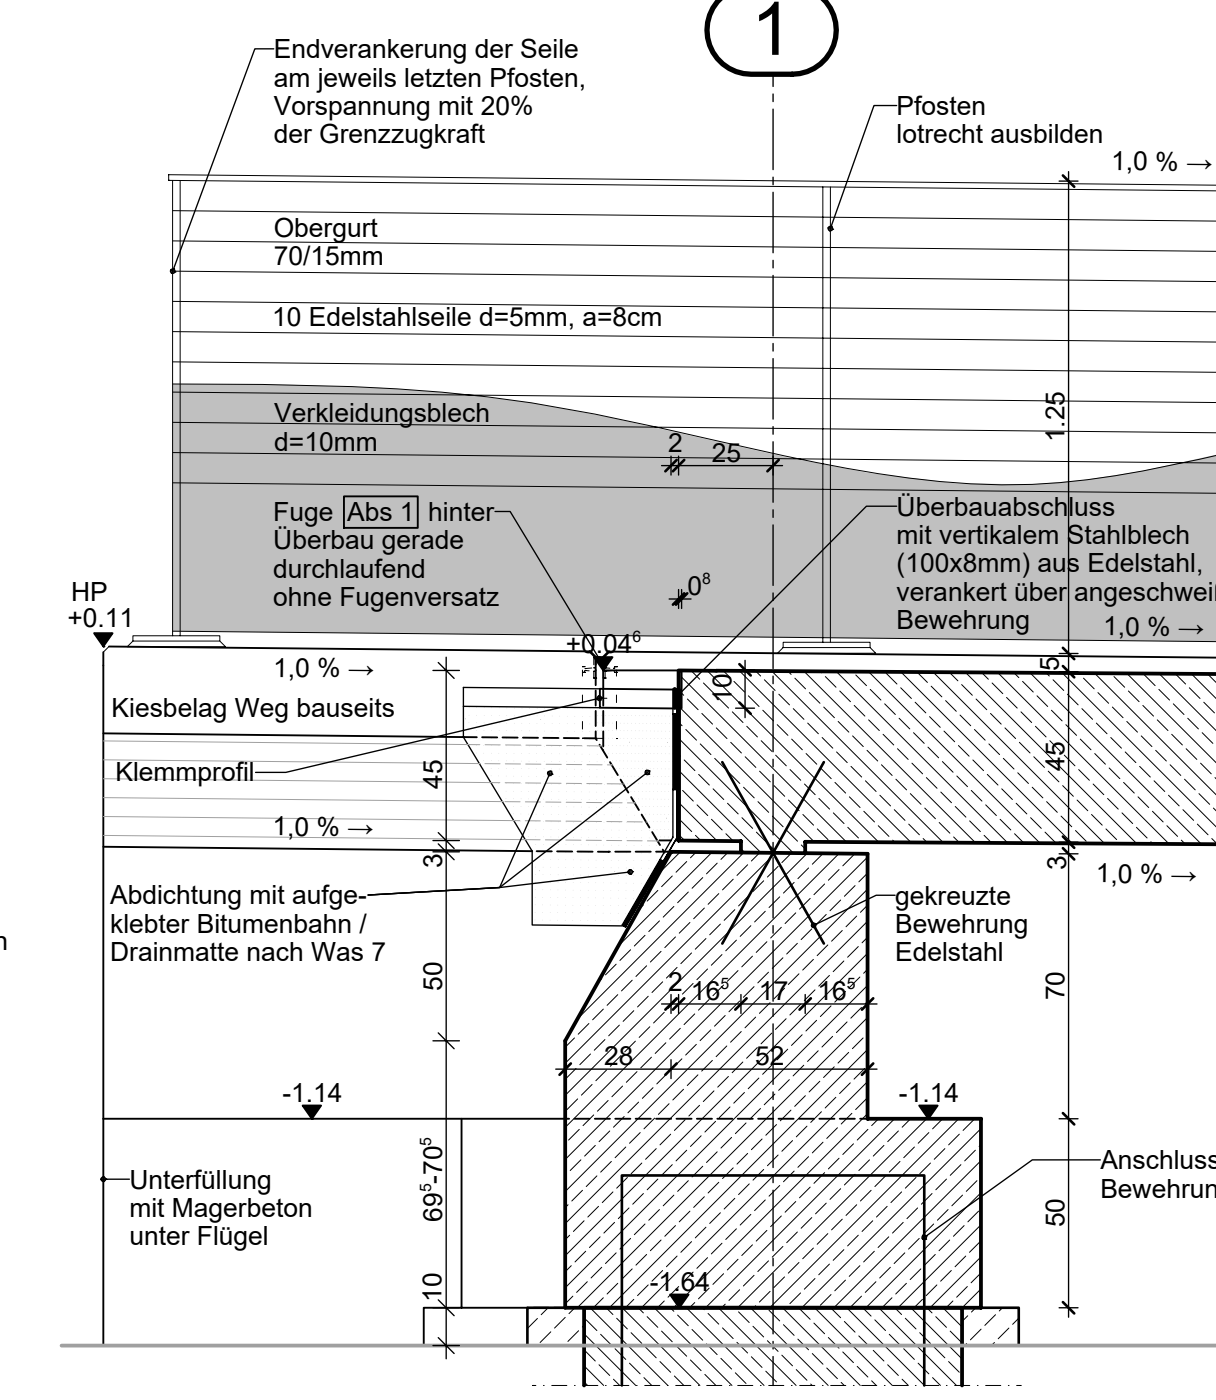 1
Endverankerung der Seile
am jeweils letzten Pfosten,
Vorspannung mit 20%
der Grenzzugkraft
Pfosten
lotrecht ausbilden
1,0 % →
Obergurt
70/15mm
10 Edelstahlseile d=5mm, a=8cm
1.25
Verkleidungsblech
d=10mm
2
25
Fuge Abs 1 hinter
Überbau gerade
durchlaufend
ohne Fugenversatz
Überbauabschluss
mit vertikalem Stahlblech
(100x8mm) aus Edelstahl,
verankert über
Bewehrung
0⁸
HP
+0.11
+0.04⁶
1,0 % →
1,0 % →
5
10
Kiesbelag Weg bauseits
45
45
Klemmprofil
1,0 % →
3
3
1,0 % →
Abdichtung mit aufge-
klebter Bitumenbahn /
Drainmatte nach Was 7
gekreuzte
Bewehrung
Edelstahl
50
2
16⁵
17
16⁵
70
28
52
-1.14
-1.14
69⁵-70⁵
Unterfüllung
mit Magerbeton
unter Flügel
50
10
-1.64